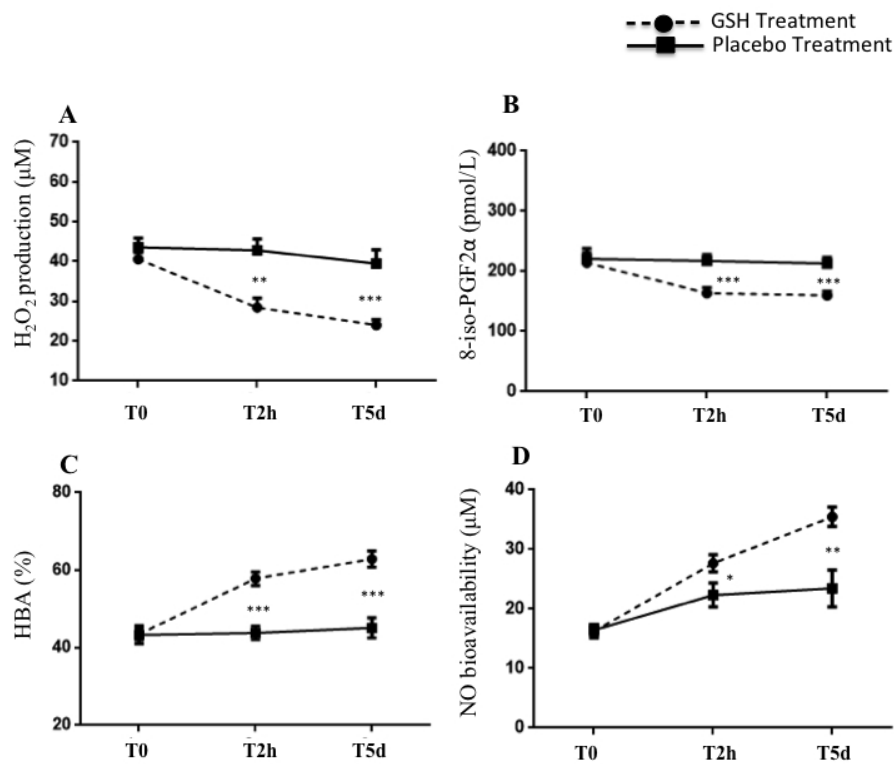 GSH Treatment
Placebo Treatment
A
H₂O₂ production (μM)
70
60
50
40
30
20
10
**
***
T0 T2h T5d
B
8-iso-PGF2α (pmol/L)
400
300
200
100
0
***
***
T0 T2h T5d
C
HBA (%)
80
60
40
20
***
***
T0 T2h T5d
D
NO bioavailability (μM)
40
30
20
10
0
*
**
T0 T2h T5d